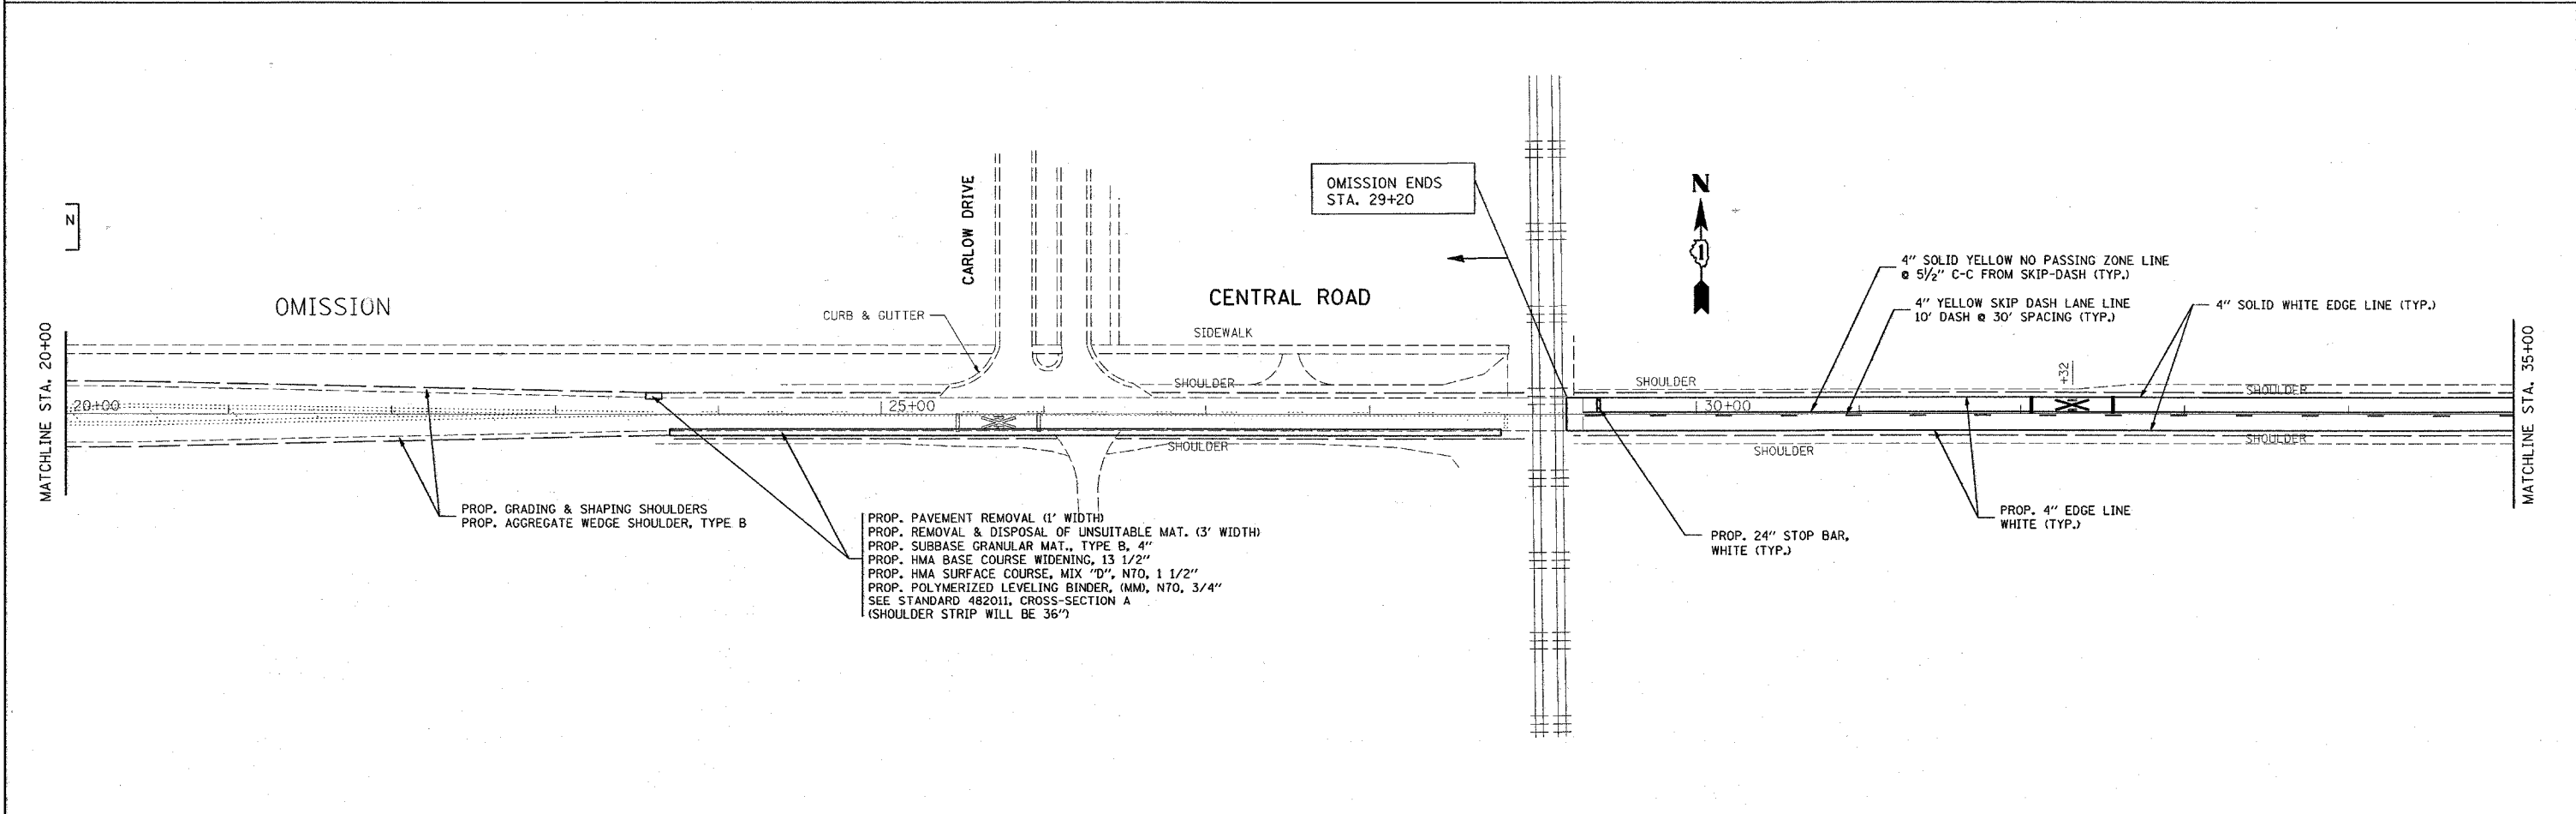 N
OMISSION
MATCHLINE STA. 20+00
20+00
CURB & GUTTER
CARLOW DRIVE
25+00
SHOULDER
SHOULDER
SIDEWALK
CENTRAL ROAD
OMISSION ENDS
STA. 29+20
N
1
4" SOLID YELLOW NO PASSING ZONE LINE
@ 5½" C-C FROM SKIP-DASH (TYP.)
4" YELLOW SKIP DASH LANE LINE
10' DASH @ 30' SPACING (TYP.)
4" SOLID WHITE EDGE LINE (TYP.)
SHOULDER
30+00
+32
SHOULDER
SHOULDER
SHOULDER
MATCHLINE STA. 35+00
PROP. GRADING & SHAPING SHOULDERS
PROP. AGGREGATE WEDGE SHOULDER, TYPE B
PROP. PAVEMENT REMOVAL (1' WIDTH)
PROP. REMOVAL & DISPOSAL OF UNSUITABLE MAT. (3' WIDTH)
PROP. SUBBASE GRANULAR MAT., TYPE B, 4"
PROP. HMA BASE COURSE WIDENING, 13 1/2"
PROP. HMA SURFACE COURSE, MIX "D", N70, 1 1/2"
PROP. POLYMERIZED LEVELING BINDER, (MM), N70, 3/4"
SEE STANDARD 482011, CROSS-SECTION A
(SHOULDER STRIP WILL BE 36")
PROP. 24" STOP BAR,
WHITE (TYP.)
PROP. 4" EDGE LINE
WHITE (TYP.)